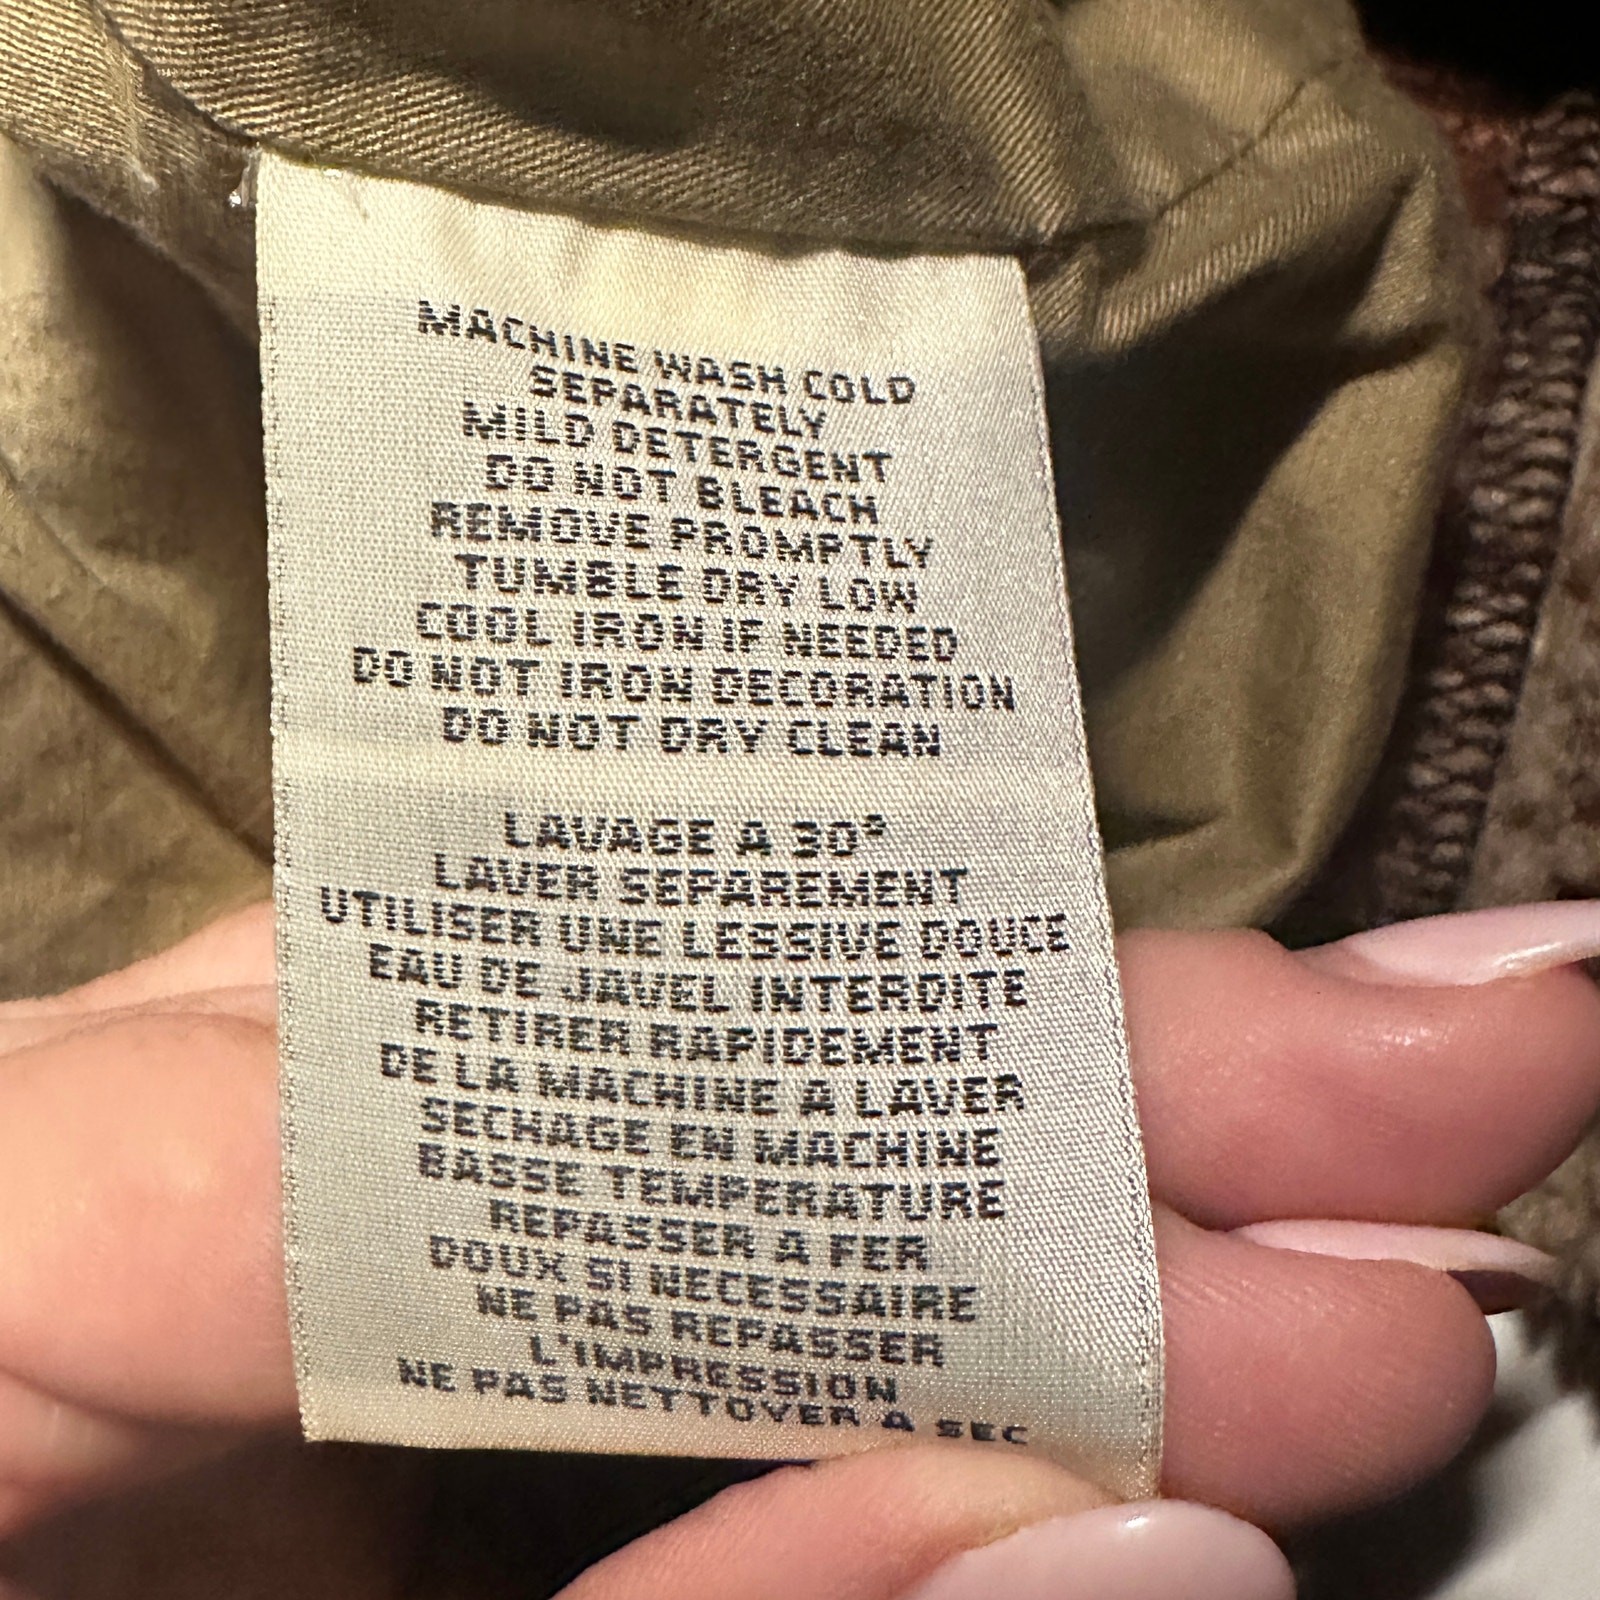 MACHINE WASH COLD
SEPARATELY
MILD DETERGENT
DO NOT BLEACH
REMOVE PROMPTLY
TUMBLE DRY LOW
COOL IRON IF NEEDED
DO NOT IRON DECORATION
DO NOT DRY CLEAN
LAVAGE A 30°
LAVER SEPAREMENT
UTILISER UNE LESSIVE DOUCE
EAU DE JAVEL INTERDITE
RETIRER RAPIDEMENT
DE LA MACHINE A LAVER
SECHAGE EN MACHINE
BASSE TEMPERATURE
REPASSER A FER
DOUX SI NECESSAIRE
NE PAS REPASSER
L'IMPRESSION
NE PAS NETTOYER A SEC